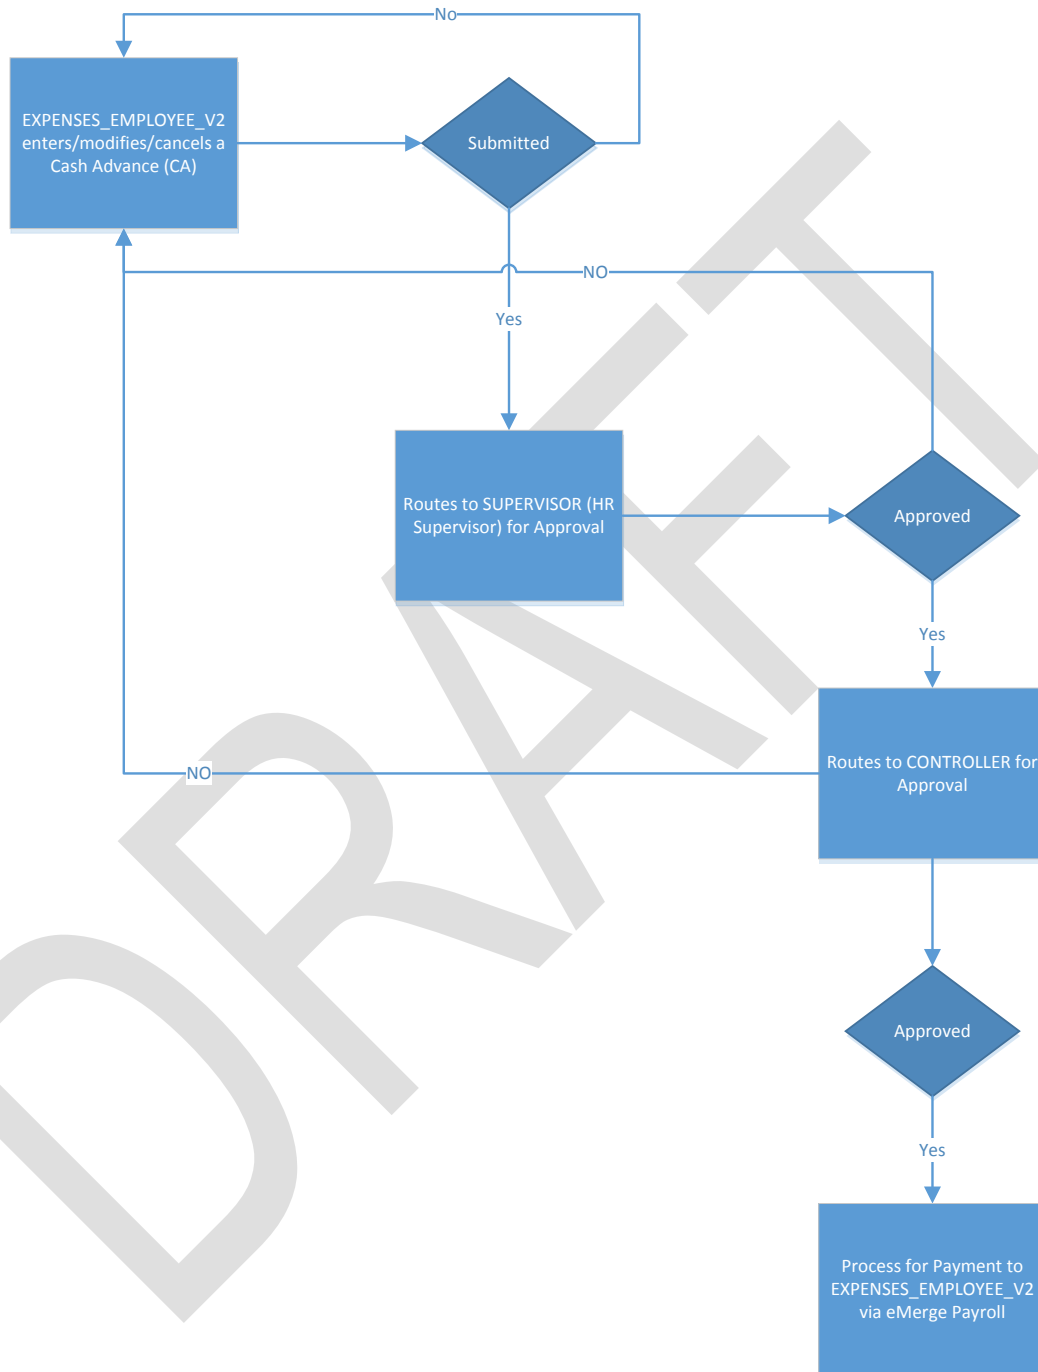 No
EXPENSES_EMPLOYEE_V2
enters/modifies/cancels a
Cash Advance (CA)
Submitted
NO
Yes
Routes to SUPERVISOR (HR
Supervisor) for Approval
Approved
Yes
Routes to CONTROLLER for
Approval
NO
Approved
Yes
Process for Payment to
EXPENSES_EMPLOYEE_V2
via eMerge Payroll
DRAFT